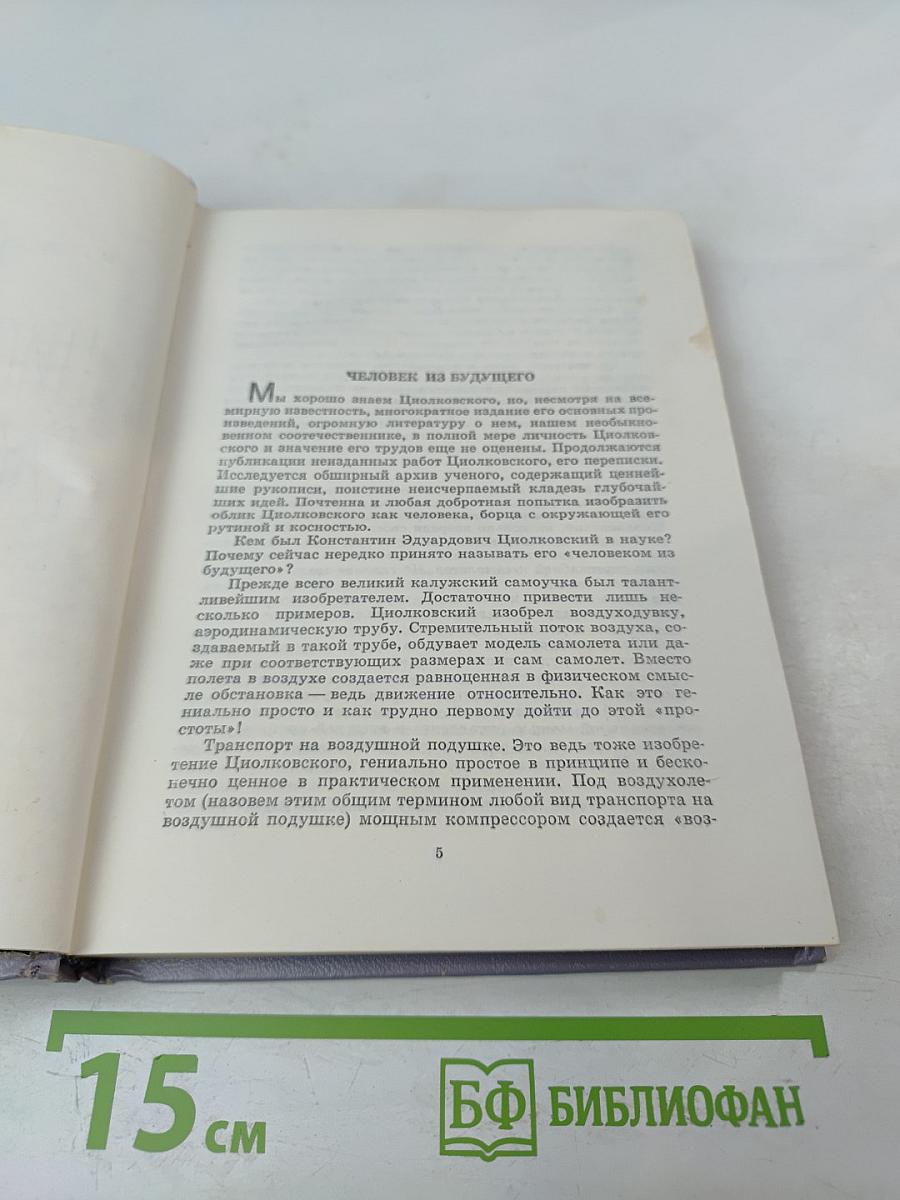 ЧЕЛОВЕК ИЗ БУДУЩЕГО
Мы хорошо знаем Циолковского, но, несмотря на все-
мирную известность, многократное издание его основных про-
изведений, огромную литературу о нем, нашем необыкно-
венном соотечественнике, в полной мере личность Циолков-
ского и значение его трудов еще не оценены. Продолжаются
публикации неизданных работ Циолковского, его переписки.
Исследуется обширный архив ученого, содержащий ценней-
шие рукописи, поистине неисчерпаемый кладезь глубочай-
ших идей. Почтенна и любая добротная попытка изобразить
облик Циолковского как человека, борца с окружающей его
рутиной и косностью.
Кем был Константин Эдуардович Циолковский в науке?
Почему сейчас нередко принято называть его «человеком из
будущего»?
Прежде всего великий калужский самоучка был талант-
ливейшим изобретателем. Достаточно привести лишь не-
сколько примеров. Циолковский изобрел воздуходувку,
аэродинамическую трубу. Стремительный поток воздуха, со-
здаваемый в такой трубе, обдувает модель самолета или да-
же при соответствующих размерах и сам самолет. Вместо
полета в воздухе создается равноценная в физическом смыс-
ле обстановка — ведь движение относительно. Как это ге-
ниально просто и как трудно первому дойти до этой «про-
стоты»!
Транспорт на воздушной подушке. Это ведь тоже изобре-
тение Циолковского, гениально простое в принципе и беско-
нечно ценное в практическом применении. Под воздухоле-
том (назовем этим общим термином любой вид транспорта на
воздушной подушке) мощным компрессором создается «воз-
5
15 см
БФ БИБЛИОФАН